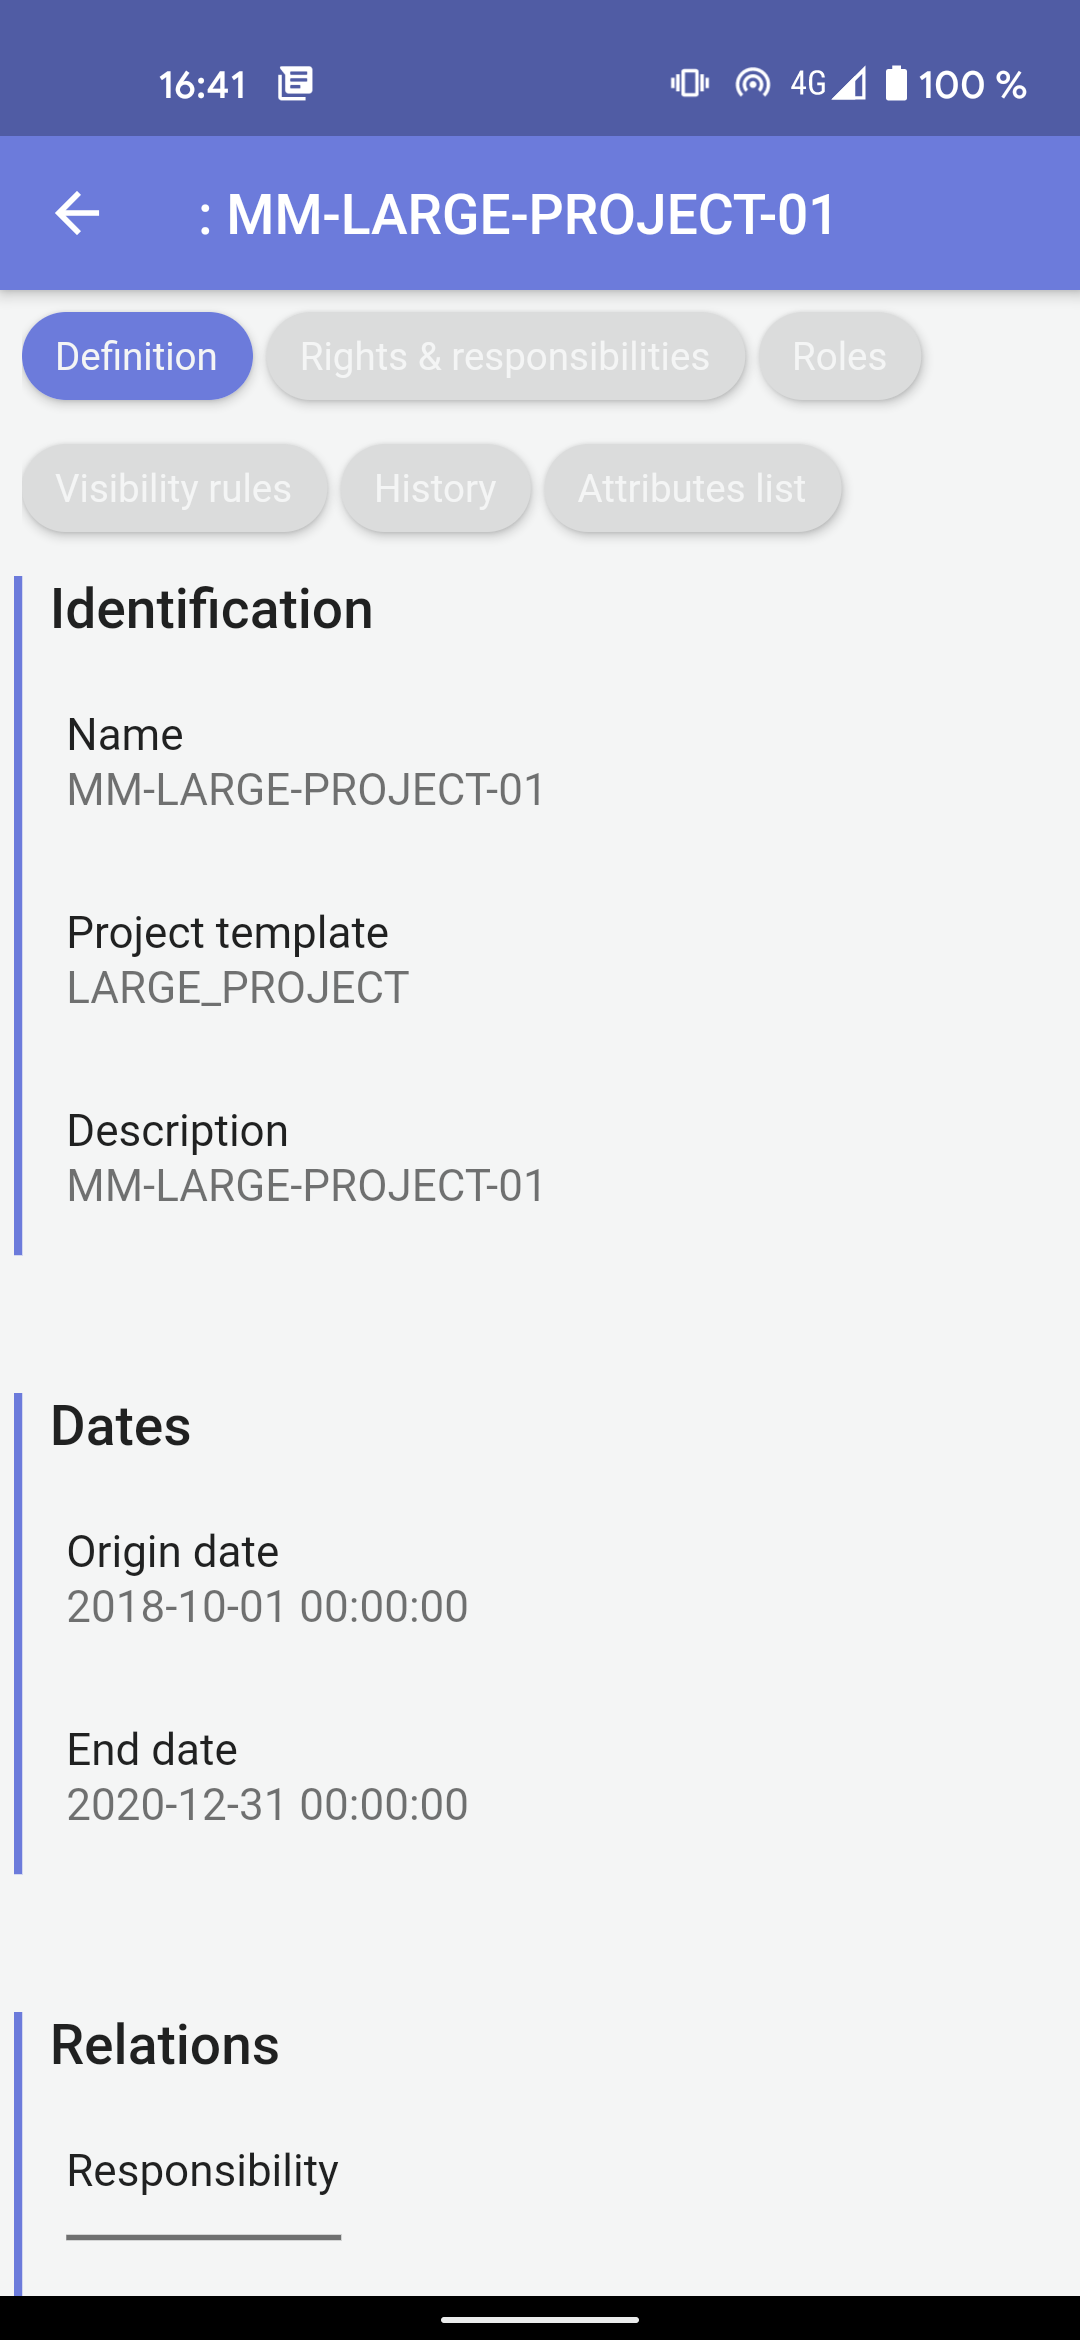 16:41 4G 100 %
: MM-LARGE-PROJECT-01
Definition Rights & responsibilities Roles
Visibility rules History Attributes list
Identification
Name
MM-LARGE-PROJECT-01
Project template
LARGE_PROJECT
Description
MM-LARGE-PROJECT-01
Dates
Origin date
2018-10-01 00:00:00
End date
2020-12-31 00:00:00
Relations
Responsibility